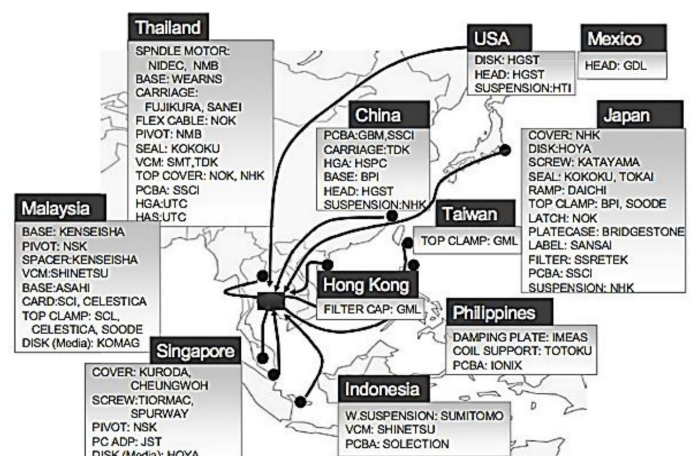 Thailand
SPNDLE MOTOR:
NIDEC, NMB
BASE: WEARNS
CARRIAGE:
FUJIKURA, SANEI
FLEX CABLE: NOK
PIVOT: NMB
SEAL: KOKOKU
VCM: SMT,TDK
TOP COVER: NOK, NHK
PCBA: SSCI
HGA:UTC
HAS:UTC
USA
DISK: HGST
HEAD: HGST
SUSPENSION:HTI
Mexico
HEAD: GDL
China
PCBA:GBM,SSCI
CARRIAGE:TDK
HGA: HSPC
BASE: BPI
HEAD: HGST
SUSPENSION:NHK
Japan
COVER: NHK
DISK:HOYA
SCREW: KATAYAMA
SEAL: KOKOKU, TOKAI
RAMP: DAICHI
TOP CLAMP: BPI, SOODE
LATCH: NOK
PLATECASE: BRIDGESTONE
LABEL: SANSAI
FILTER: SSRETEK
PCBA: SSCI
SUSPENSION: NHK
Malaysia
BASE: KENSEISHA
PIVOT: NSK
SPACER:KENSEISHA
VCM:SHINETSU
BASE:ASAHI
CARD:SCI, CELESTICA
TOP CLAMP: SCL,
CELESTICA, SOODE
DISK (Media): KOMAG
Taiwan
TOP CLAMP: GML
Hong Kong
FILTER CAP: GML
Philippines
DAMPING PLATE: IMEAS
COIL SUPPORT: TOTOKU
PCBA: IONIX
Singapore
COVER: KURODA,
CHEUNGWOH
SCREW:TIORMAC,
SPURWAY
PIVOT: NSK
PC ADP: JST
DISK (Media): HOYA
Indonesia
W.SUSPENSION: SUMITOMO
VCM: SHINETSU
PCBA: SOLECTION